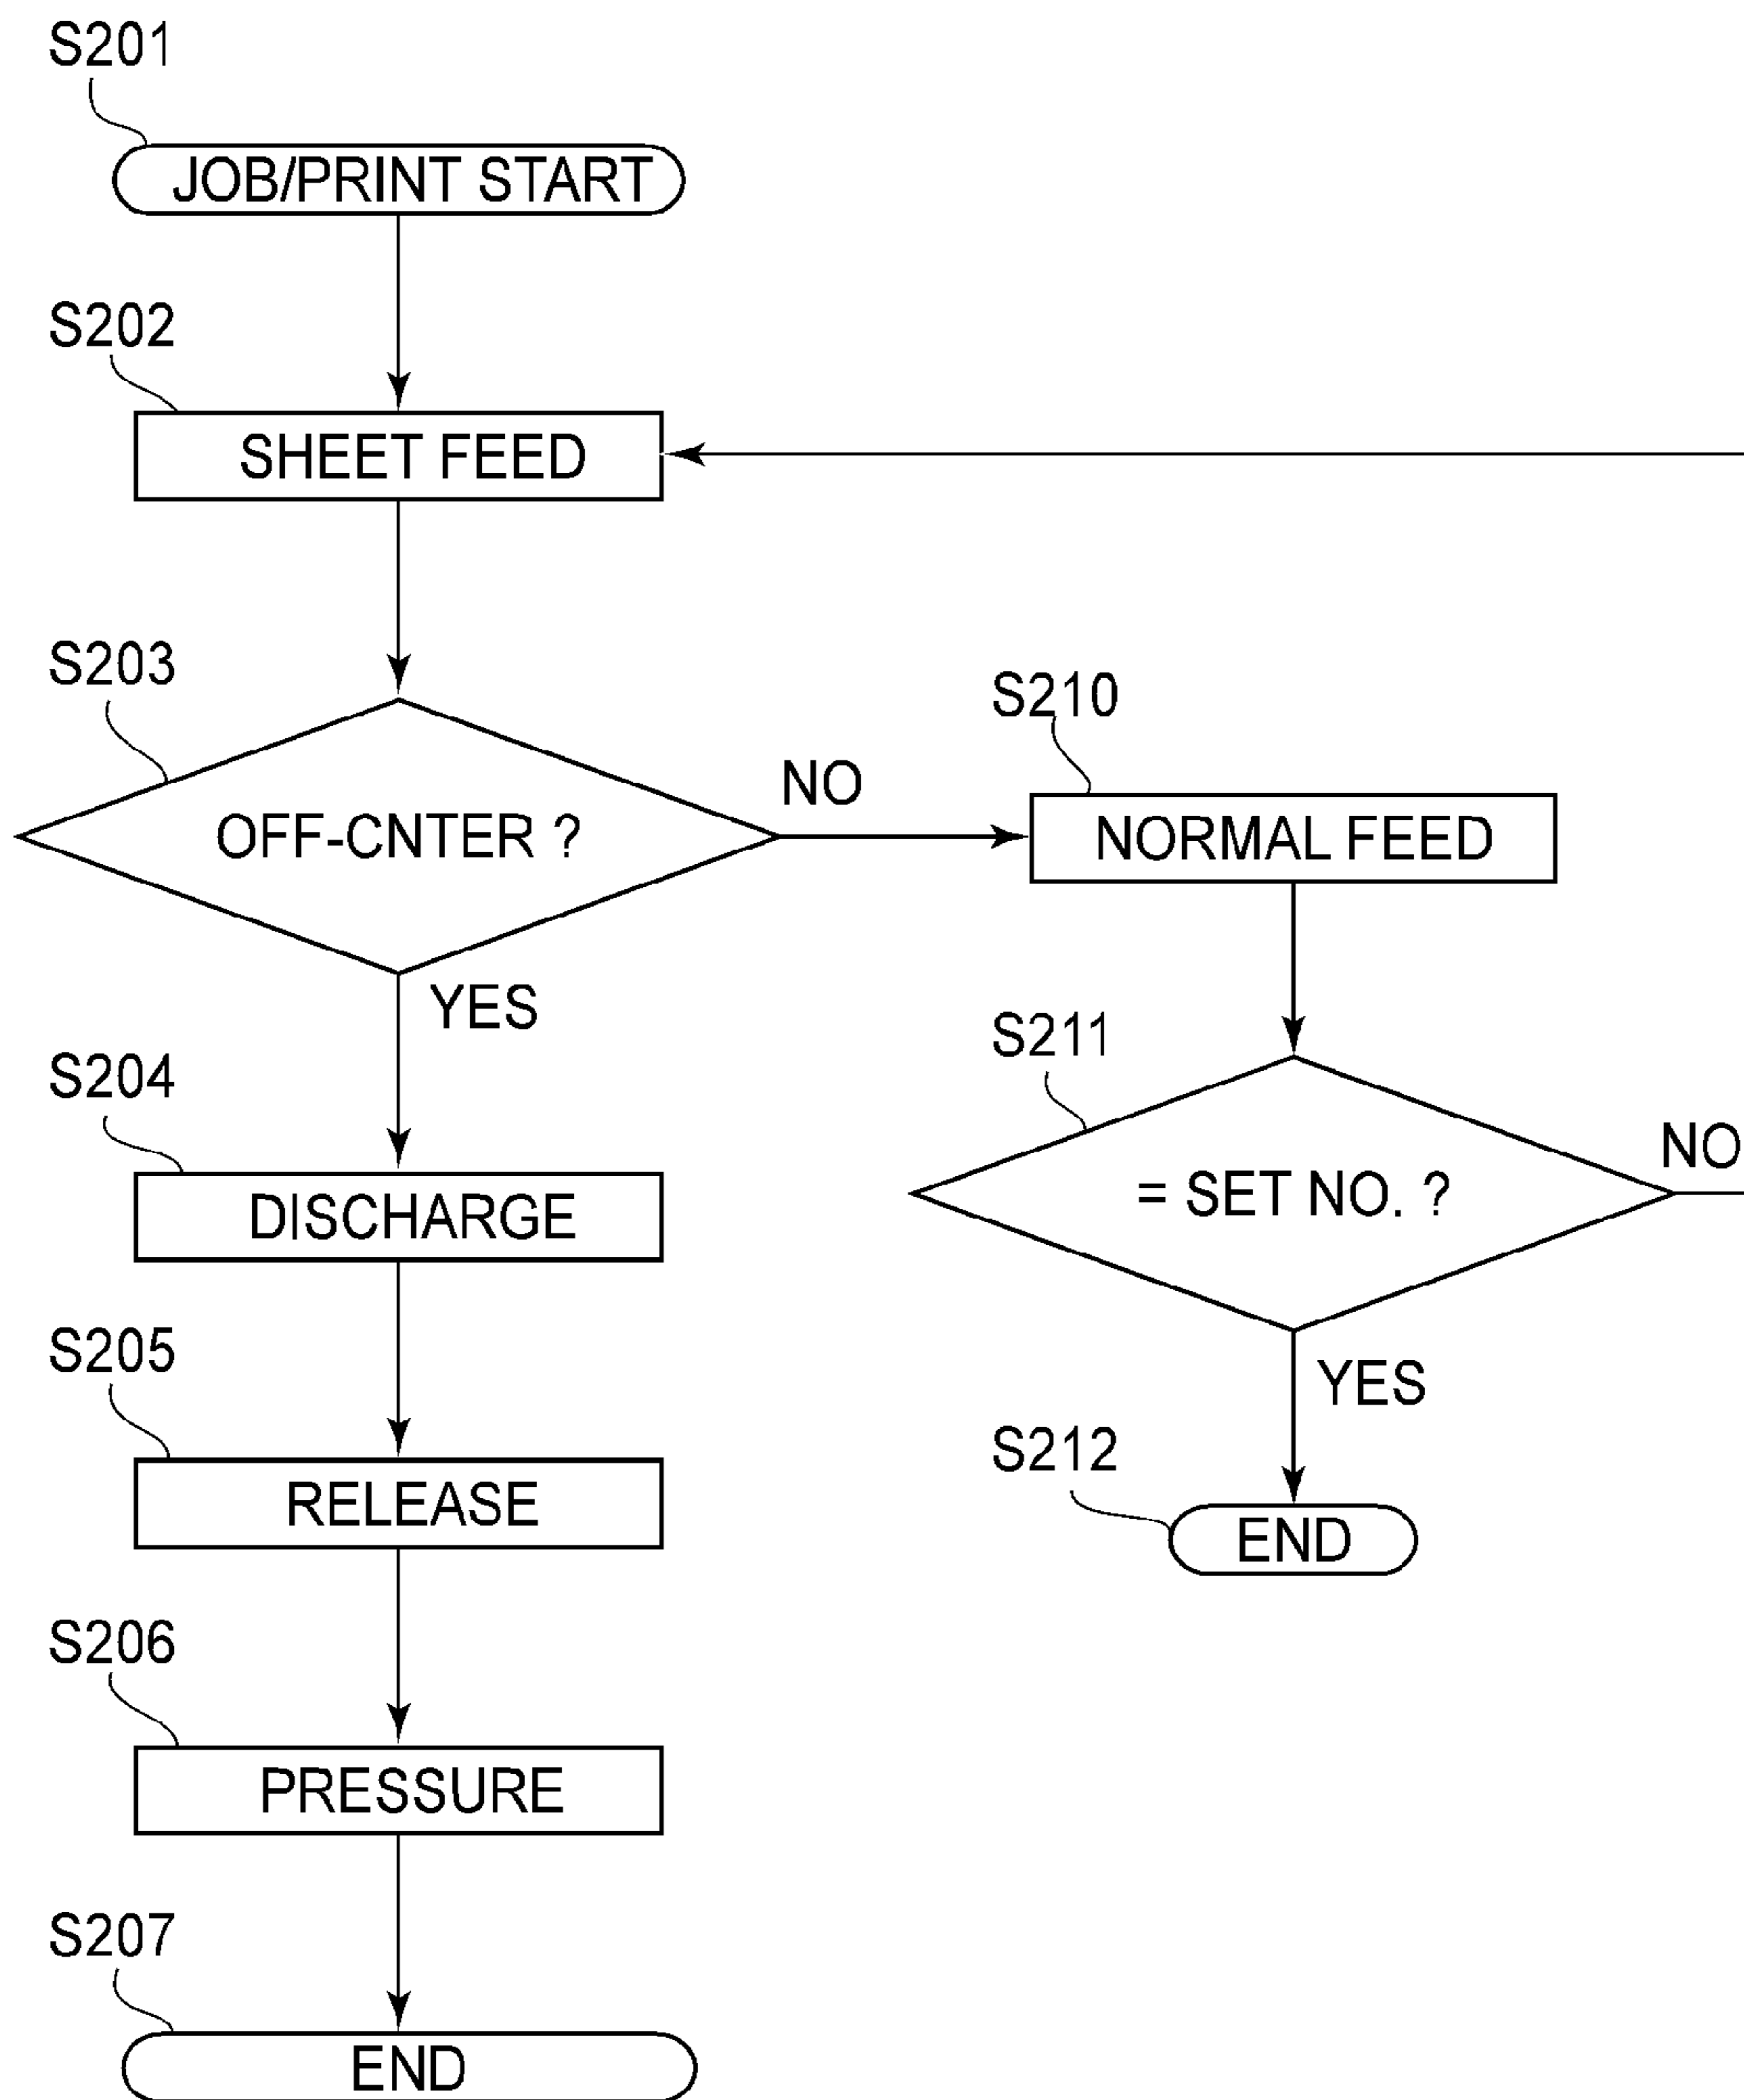 S201
JOB/PRINT START
S202
SHEET FEED
S203
OFF-CNTER ?
NO
YES
S204
DISCHARGE
S205
RELEASE
S206
PRESSURE
S207
END
S210
NORMAL FEED
S211
= SET NO. ?
NO
YES
S212
END